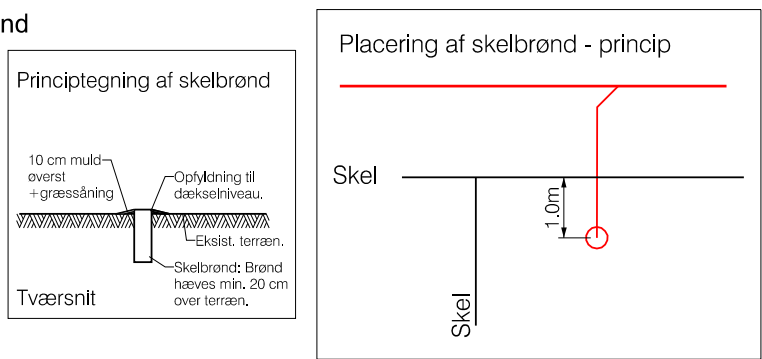 nd
Principtegning af skelbrønd
10 cm muld
øverst
+græssåning
Opfyldning til
dækselniveau.
Eksist. terræn.
Skelbrønd: Brønd
hæves min. 20 cm
over terræn.
Tværsnit
Placering af skelbrønd - princip
Skel
1.0m
Skel